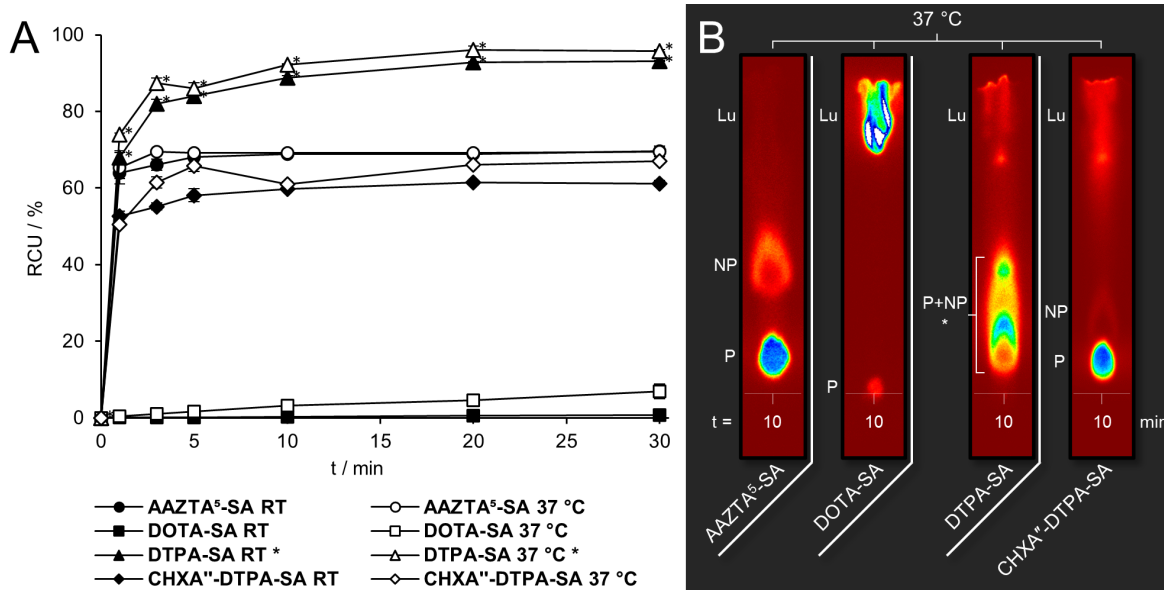 A
RCU / %
100
80
60
40
20
0
0 5 10 15 20 25 30
t / min
* * * * * *
* * * * *
*
AAZTA⁵-SA RT
AAZTA⁵-SA 37 °C
DOTA-SA RT
DOTA-SA 37 °C
DTPA-SA RT *
DTPA-SA 37 °C *
CHXA"-DTPA-SA RT
CHXA"-DTPA-SA 37 °C
B
37 °C
Lu
Lu
Lu
Lu
NP
P+NP
*
NP
P
P
P
t =
10
10
10
10
min
AAZTA⁵-SA
DOTA-SA
DTPA-SA
CHXA"-DTPA-SA